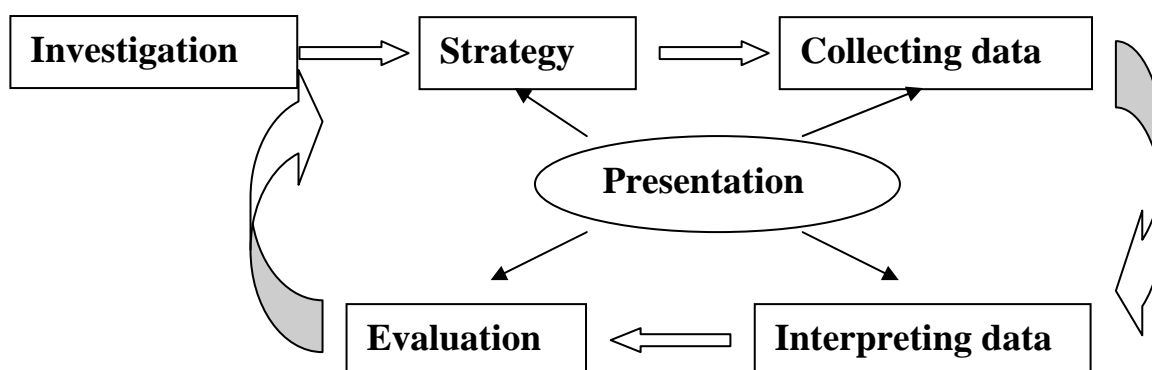 Investigation
Strategy
Collecting data
Presentation
Evaluation
Interpreting data